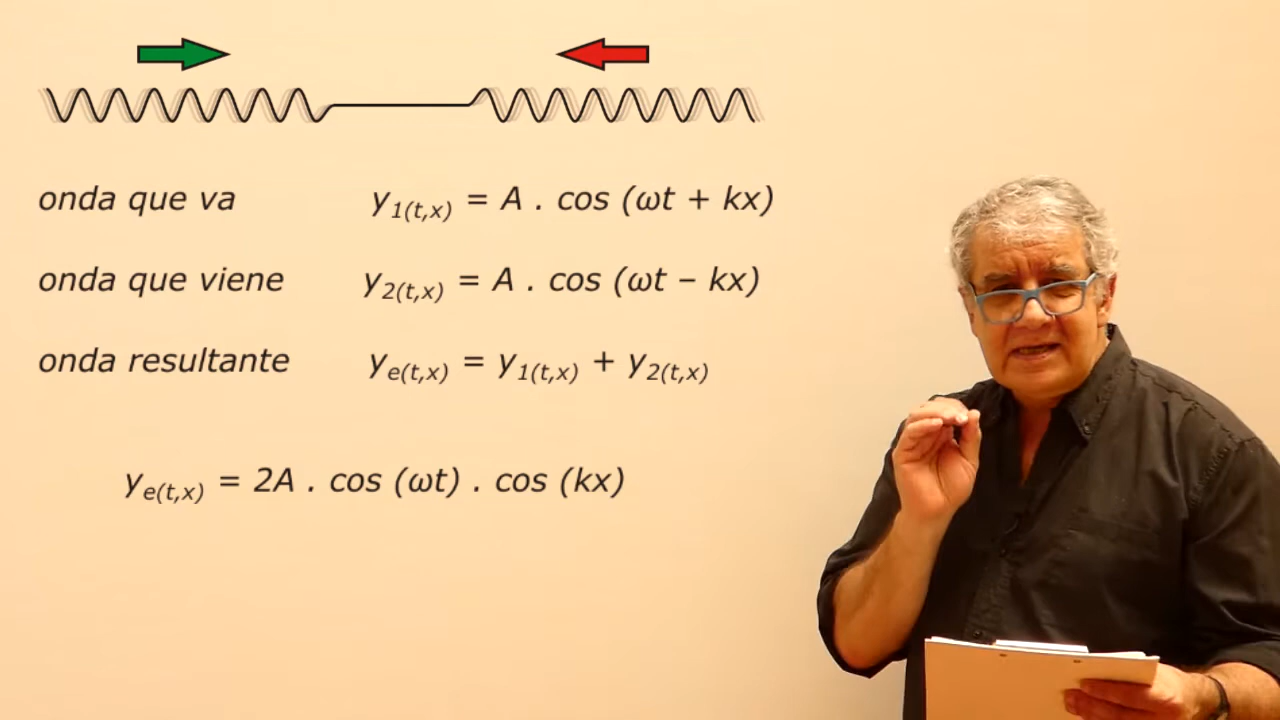 onda que va y1(t,x) = A . cos (ωt + kx)
onda que viene y2(t,x) = A . cos (ωt – kx)
onda resultante ye(t,x) = y1(t,x) + y2(t,x)
ye(t,x) = 2A . cos (ωt) . cos (kx)